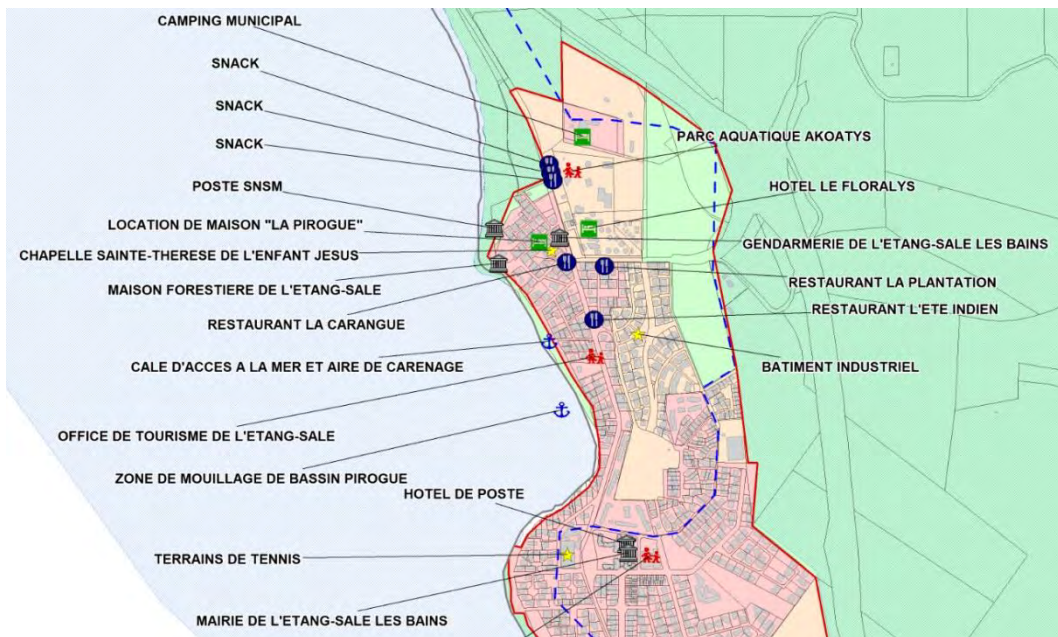 CAMPING MUNICIPAL
SNACK
SNACK
PARC AQUATIQUE AKOATYS
SNACK
POSTE SNSM
HOTEL LE FLORALYS
LOCATION DE MAISON "LA PIROGUE"
GENDARMERIE DE L'ETANG-SALE LES BAINS
CHAPELLE SAINTE-THERESE DE L'ENFANT JESUS
RESTAURANT LA PLANTATION
MAISON FORESTIERE DE L'ETANG-SALE
RESTAURANT L'ETE INDIEN
RESTAURANT LA CARANGUE
CALE D'ACCES A LA MER ET AIRE DE CARENAGE
BATIMENT INDUSTRIEL
OFFICE DE TOURISME DE L'ETANG-SALE
ZONE DE MOUILLAGE DE BASSIN PIROGUE
HOTEL DE POSTE
TERRAINS DE TENNIS
MAIRIE DE L'ETANG-SALE LES BAINS